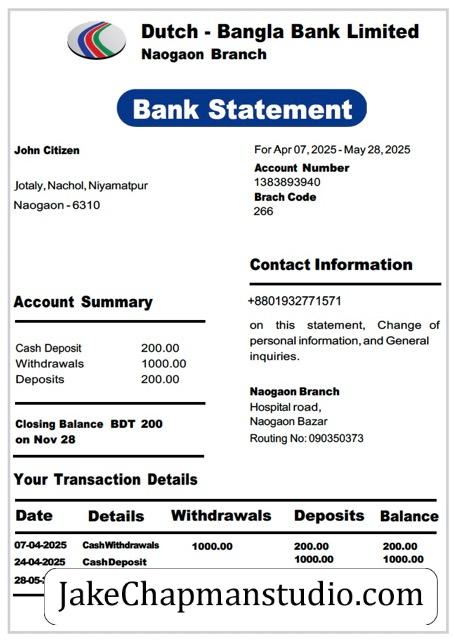 Dutch - Bangla Bank Limited
Naogaon Branch
Bank Statement
John Citizen
Jotaly, Nachol, Niyamatpur
Naogaon - 6310
For Apr 07, 2025 - May 28, 2025
Account Number
1383893940
Brach Code
266
Contact Information
+8801932771571
on this statement, Change of
personal information, and General
inquiries.
Account Summary
Cash Deposit 200.00
Withdrawals 1000.00
Deposits 200.00
Closing Balance BDT 200
on Nov 28
Naogaon Branch
Hospital road,
Naogaon Bazar
Routing No: 090350373
Your Transaction Details
Date Details Withdrawals Deposits Balance
07-04-2025 CashWithdrawals 1000.00 200.00 200.00
24-04-2025 CashDeposit 1000.00 1000.00
28-05-
JakeChapmanstudio.com